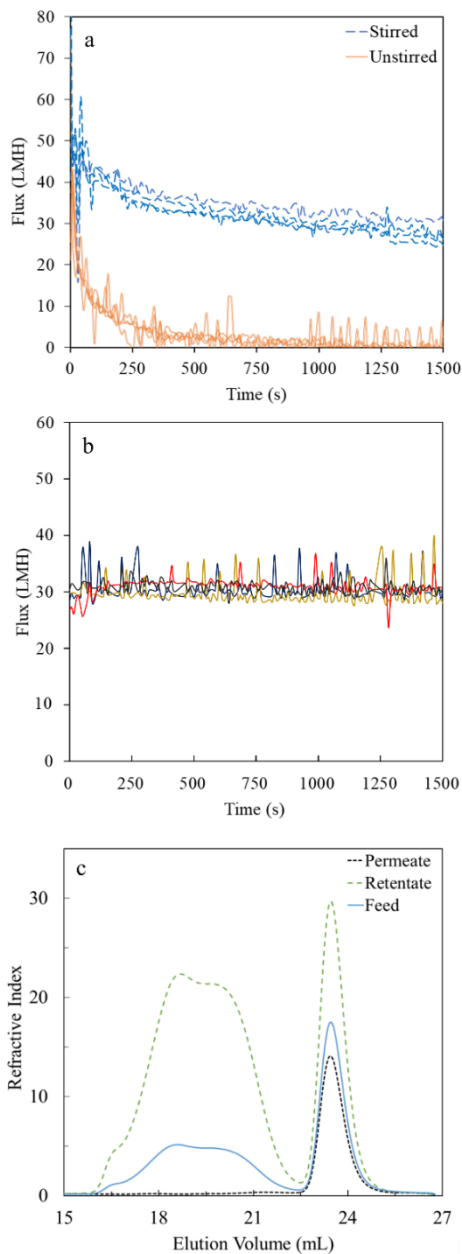 80
a
Stirred
70
Unstirred
60
50
40
30
20
10
0
Flux (LMH)
0 250 500 750 1000 1250 1500
Time (s)
60
b
50
40
30
20
10
0
Flux (LMH)
0 250 500 750 1000 1250 1500
Time (s)
c
Permeate
30
Retentate
Feed
20
10
0
Refractive Index
15 18 21 24 27
Elution Volume (mL)